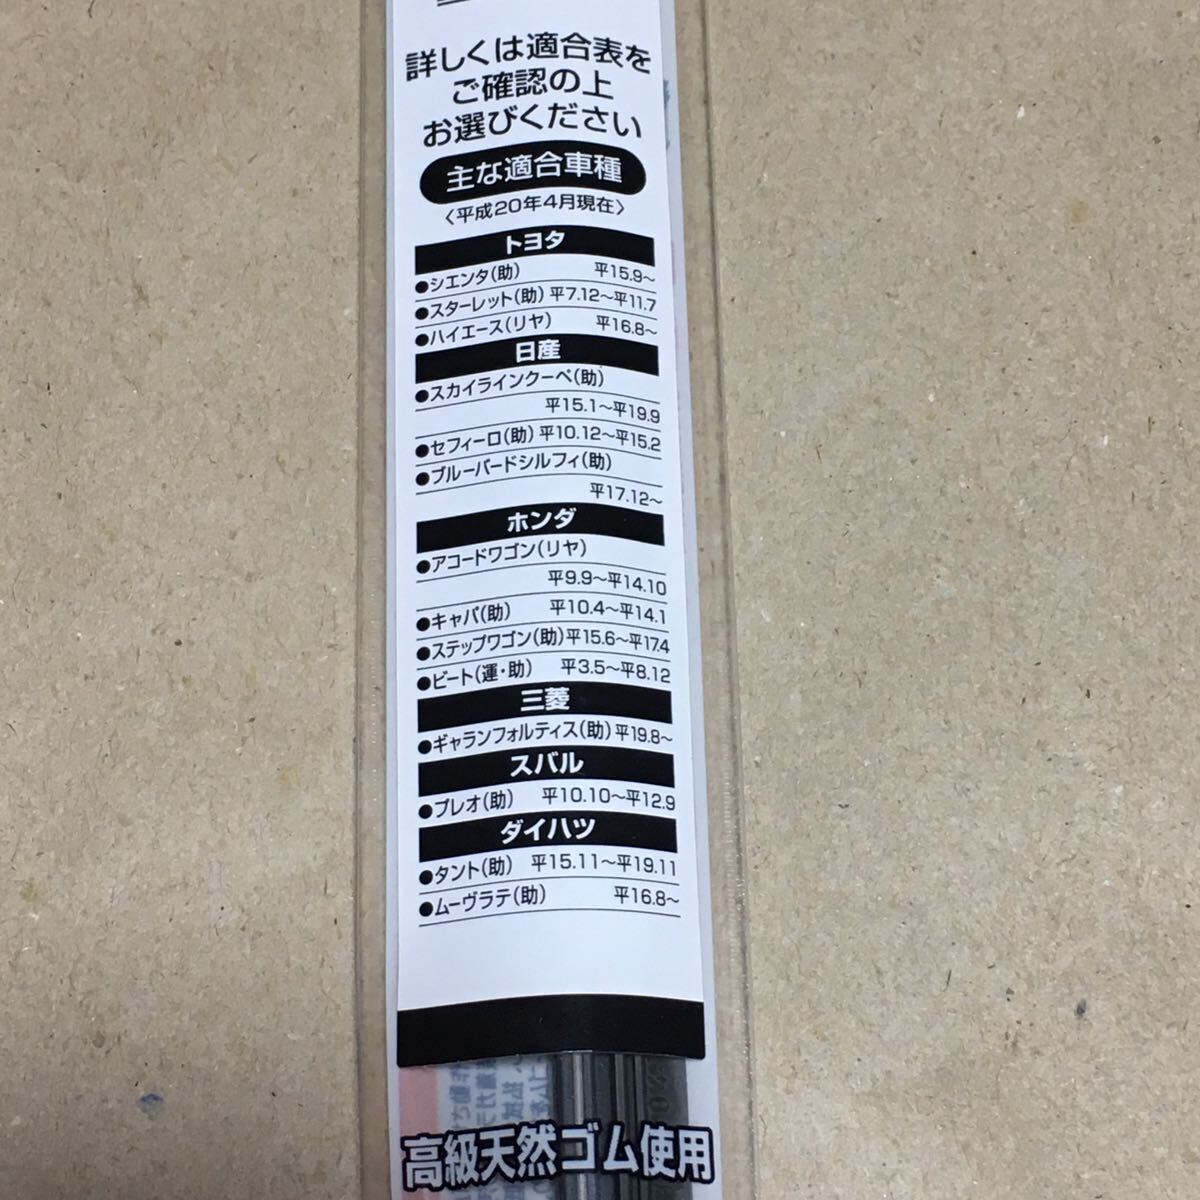 詳しくは適合表を
ご確認の上
お選びください
主な適合車種
〈平成20年4月現在〉
トヨタ
●シエンタ(助) 平15.9～
●スターレット(助) 平7.12～平11.7
●ハイエース(リヤ) 平16.8～
日産
●スカイラインクーペ(助)
平15.1～平19.9
●セフィーロ(助) 平10.12～平15.2
●ブルーバードシルフィ(助)
平17.12～
ホンダ
●アコードワゴン(リヤ)
平9.9～平14.10
●キャパ(助) 平10.4～平14.1
●ステップワゴン(助) 平15.6～平17.4
●ビート(運・助) 平3.5～平8.12
三菱
●ギャランフォルティス(助) 平19.8～
スバル
●プレオ(助) 平10.10～平12.9
ダイハツ
●タント(助) 平15.11～平19.11
●ムーヴラテ(助) 平16.8～
高級天然ゴム使用